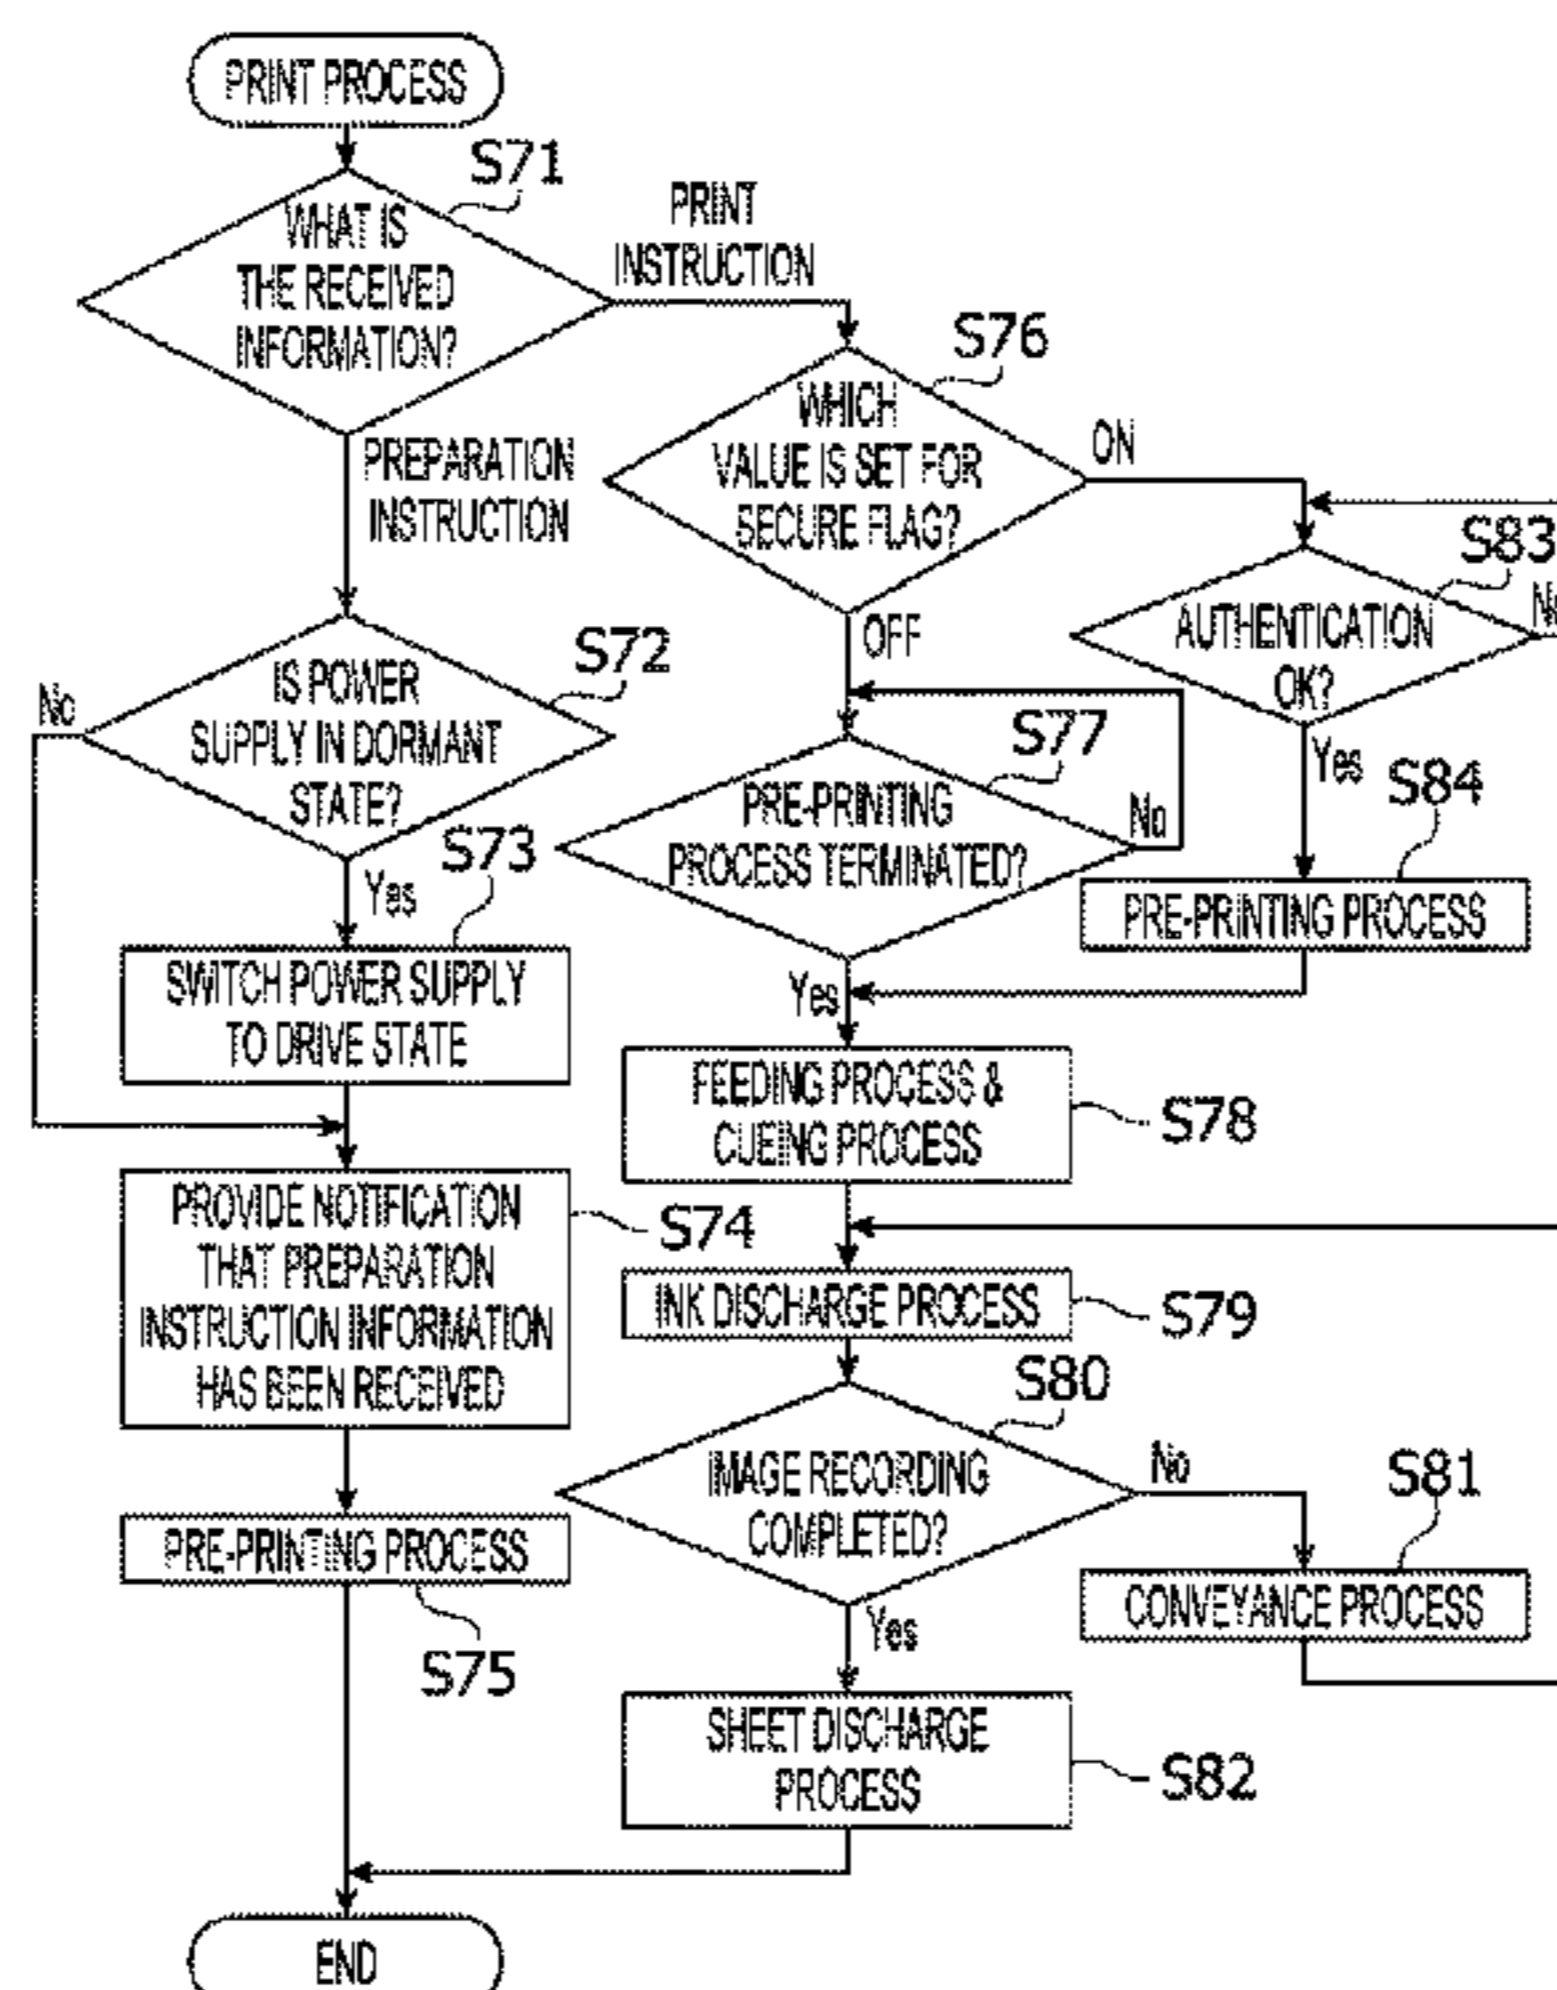 PRINT PROCESS
S71
WHAT IS
THE RECEIVED
INFORMATION?
PRINT
INSTRUCTION
PREPARATION
INSTRUCTION
S76
WHICH
VALUE IS SET FOR
SECURE FLAG?
ON
OFF
S83
AUTHENTICATION
OK?
No
Yes
S72
IS POWER
SUPPLY IN DORMANT
STATE?
No
Yes
S77
PRE-PRINTING
PROCESS TERMINATED?
No
Yes
S84
PRE-PRINTING PROCESS
S73
SWITCH POWER SUPPLY
TO DRIVE STATE
FEEDING PROCESS &
CUEING PROCESS
S78
PROVIDE NOTIFICATION
THAT PREPARATION
INSTRUCTION INFORMATION
HAS BEEN RECEIVED
S74
INK DISCHARGE PROCESS
S79
S80
IMAGE RECORDING
COMPLETED?
No
Yes
S81
CONVEYANCE PROCESS
PRE-PRINTING PROCESS
S75
SHEET DISCHARGE
PROCESS
S82
END